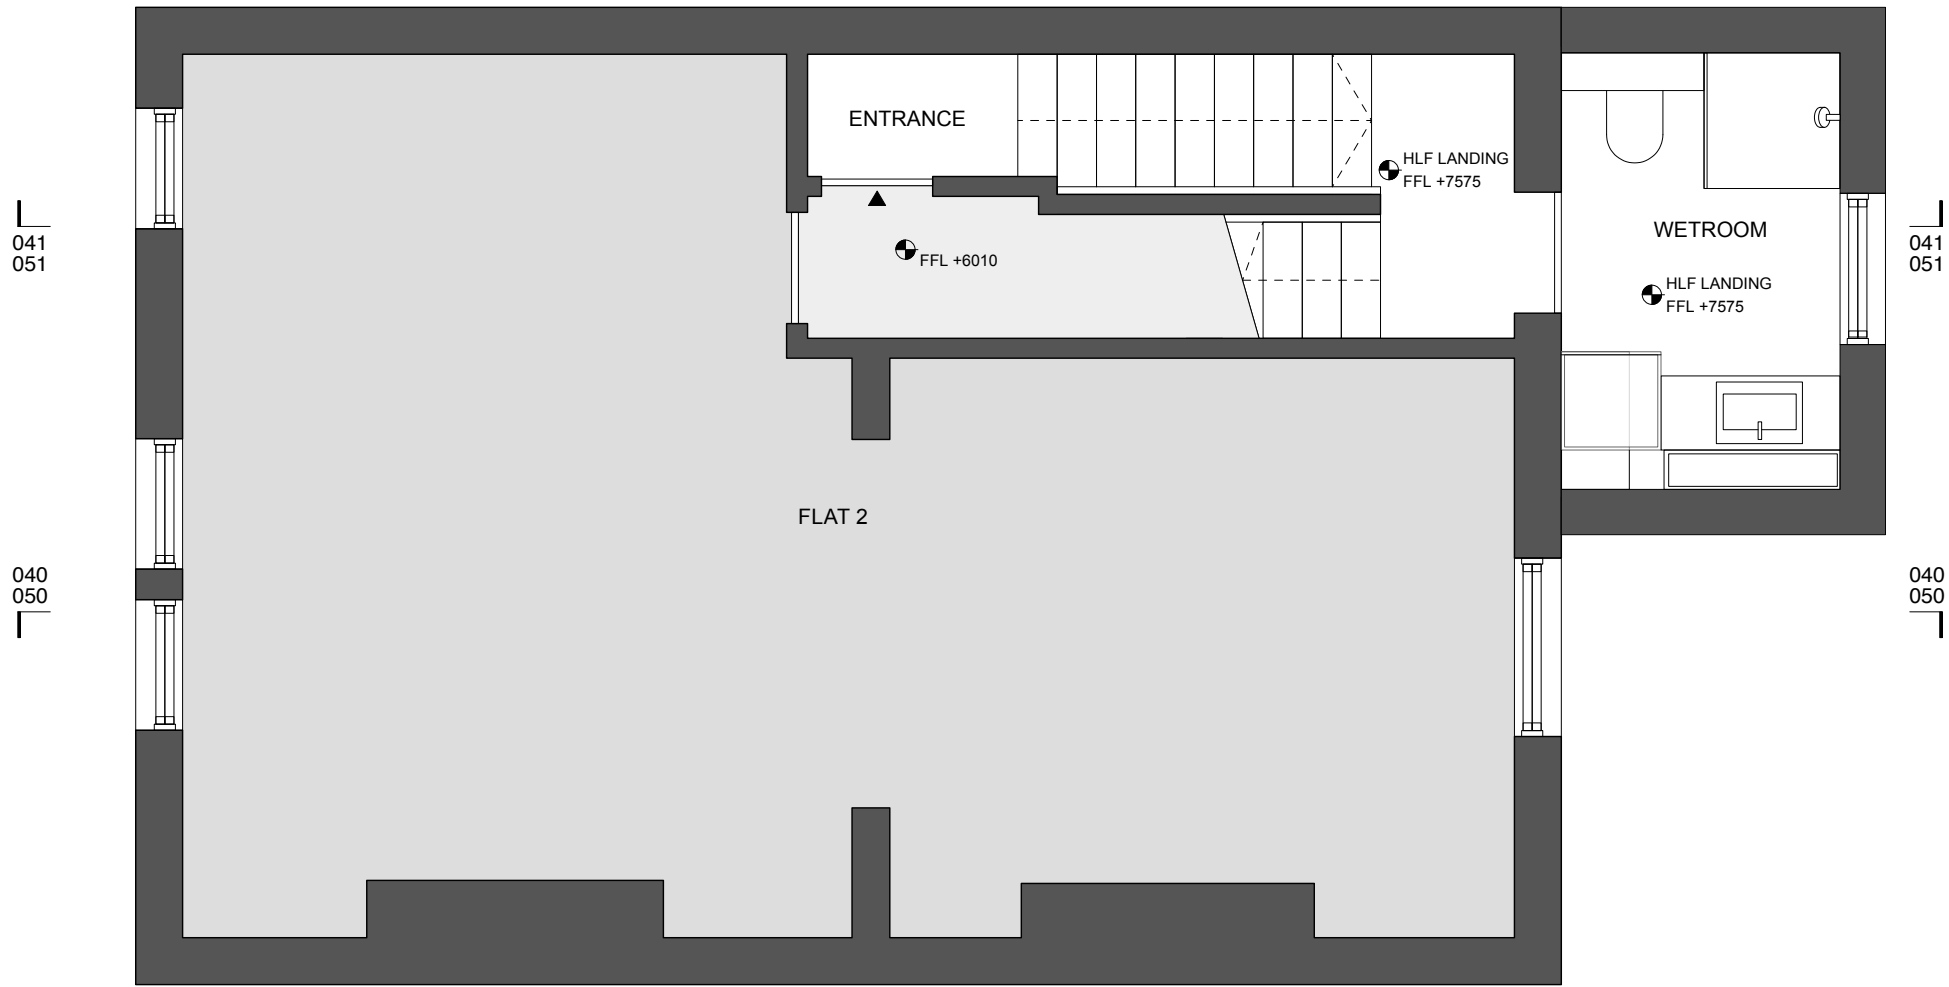 ENTRANCE
HLF LANDING
FFL +7575
041
051
FFL +6010
WETROOM
041
051
HLF LANDING
FFL +7575
FLAT 2
040
050
040
050